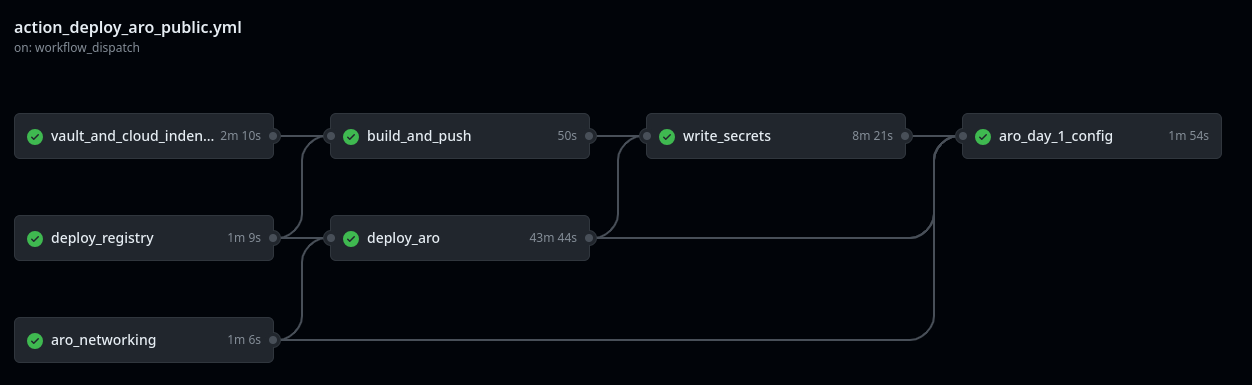 action_deploy_aro_public.yml
on: workflow_dispatch
vault_and_cloud_inden... 2m 10s
build_and_push 50s
write_secrets 8m 21s
aro_day_1_config 1m 54s
deploy_registry 1m 9s
deploy_aro 43m 44s
aro_networking 1m 6s